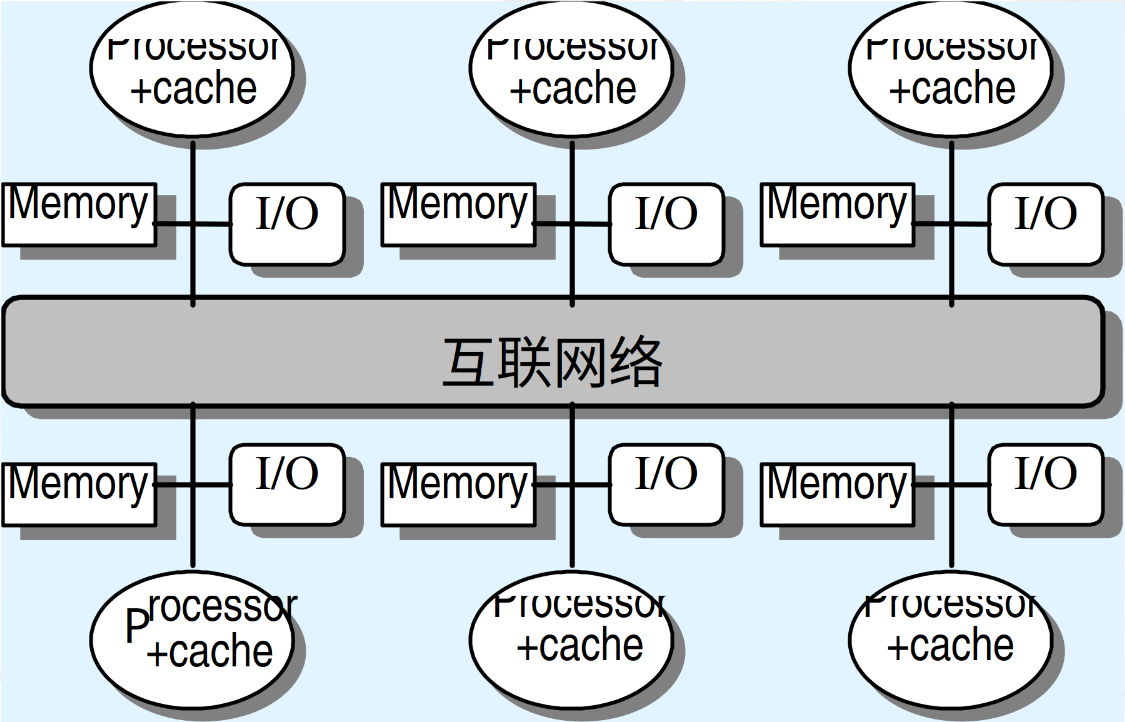 Processor
+cache
Processor
+cache
Processor
+cache
Memory
I/O
Memory
I/O
Memory
I/O
互联网络
Memory
I/O
Memory
I/O
Memory
I/O
Processor
+cache
Processor
+cache
Processor
+cache